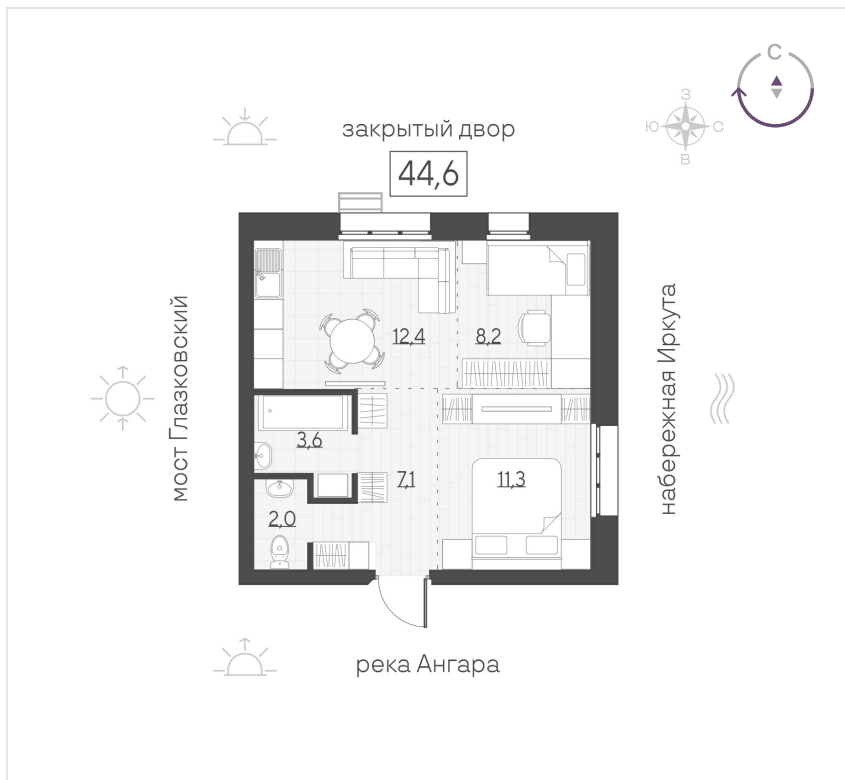 С
З
Ю
С
В
закрытый двор
44,6
мост Глазковский
набережная Иркута
12,4
8,2
3,6
7,1
11,3
2,0
река Ангара